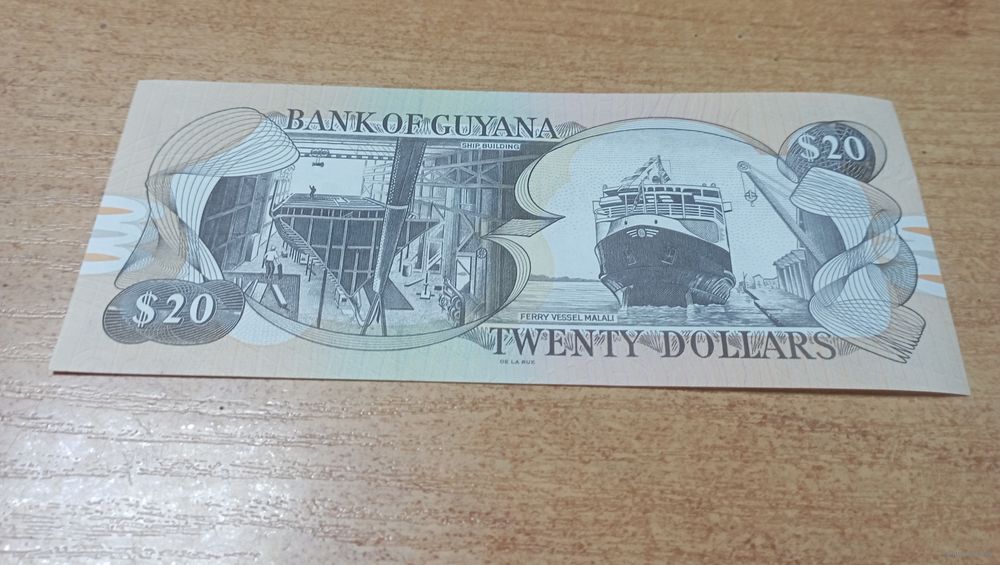 BANK OF GUYANA
SHIP BUILDING
$20
$20
FERRY VESSEL MALALI
TWENTY DOLLARS
DE LA RUE